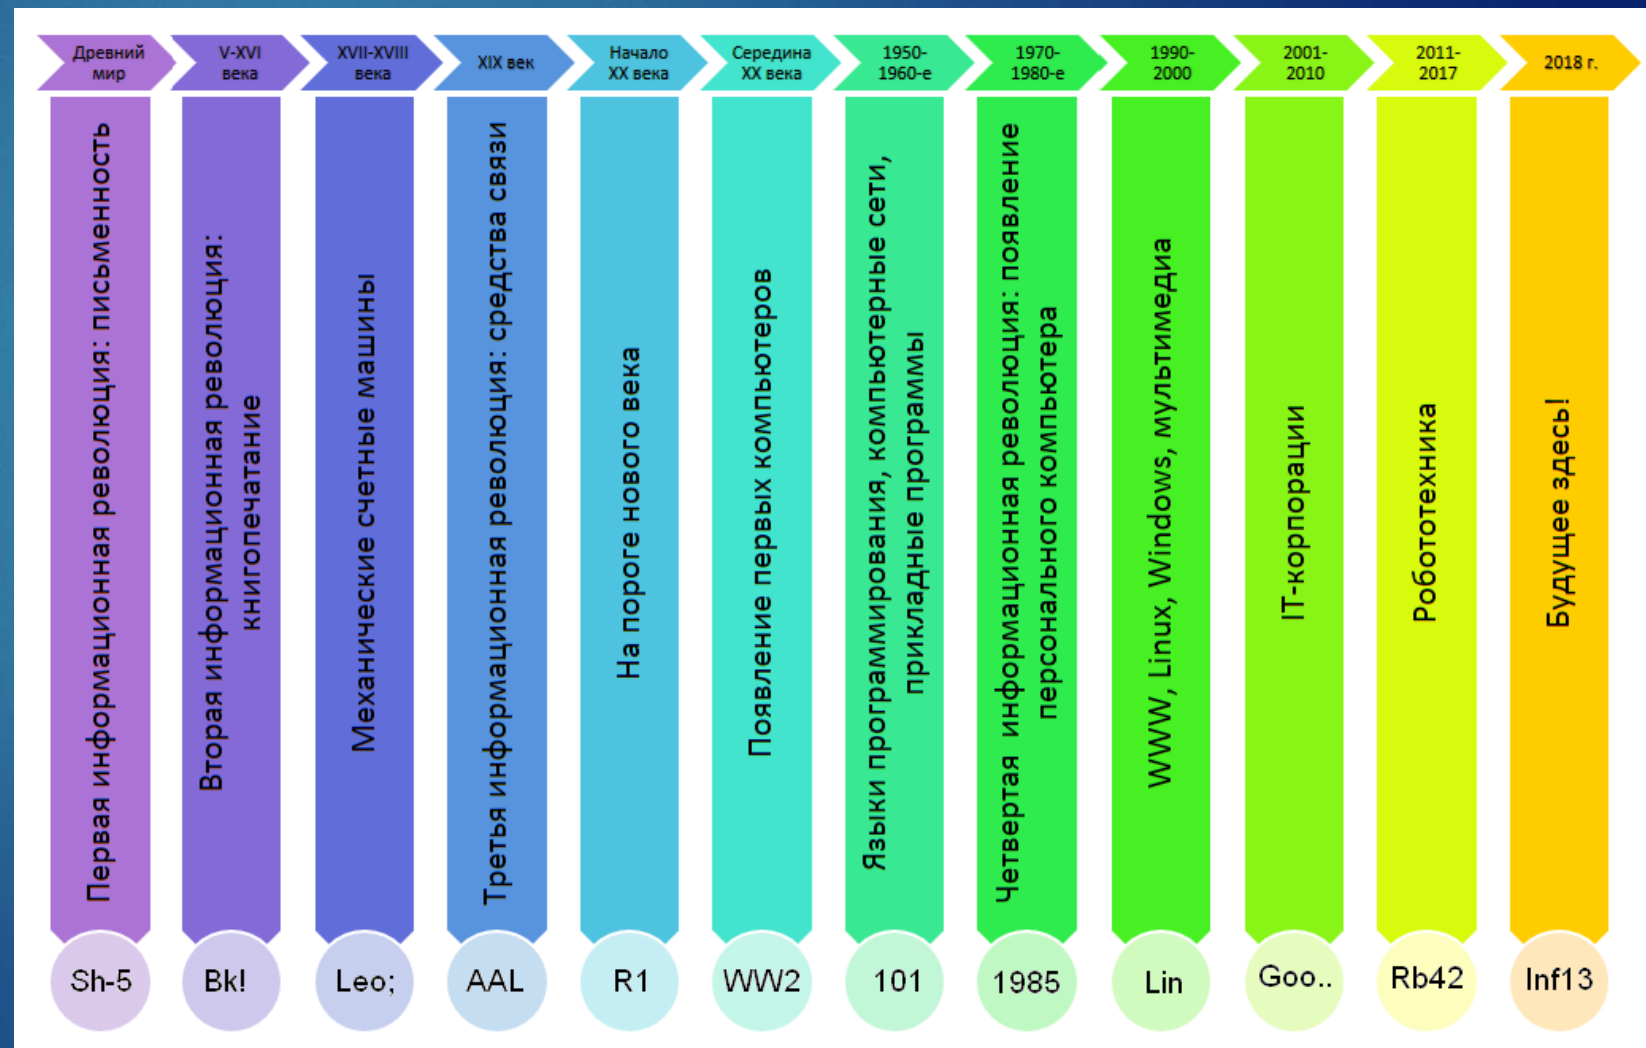 Древний
мир
V-XVI
века
XVII-XVIII
века
XIX век
Начало
XX века
Середина
XX века
1950-
1960-е
1970-
1980-е
1990-
2000
2001-
2010
2011-
2017
2018 г.
Первая информационная революция: письменность
Вторая информационная революция:
книгопечатание
Механические счетные машины
Третья информационная революция: средства связи
На пороге нового века
Появление первых компьютеров
Языки программирования, компьютерные сети,
прикладные программы
Четвертая информационная революция: появление
персонального компьютера
WWW, Linux, Windows, мультимедиа
IT-корпорации
Робототехника
Будущее здесь!
Sh-5
Bk!
Leo;
AAL
R1
WW2
101
1985
Lin
Goo..
Rb42
Inf13